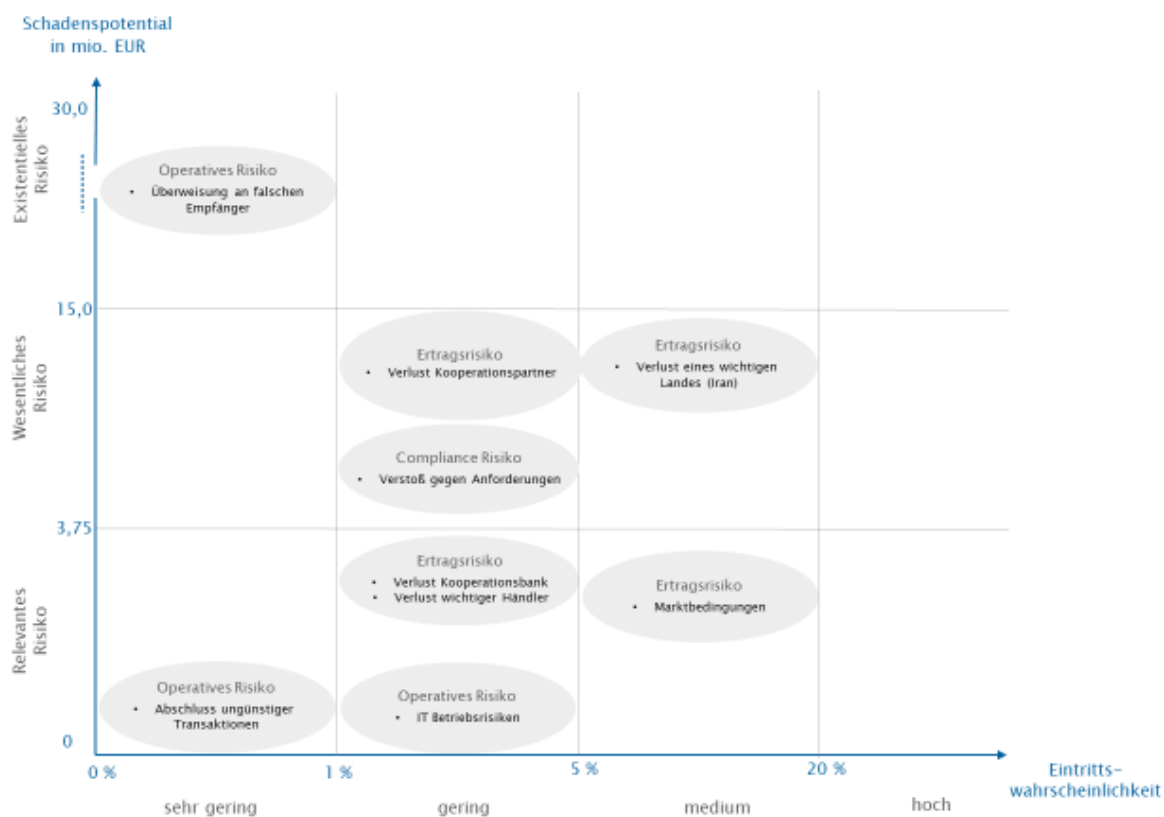 Schadenspotential
in mio. EUR
30,0
Existentielles
Risiko
Operatives Risiko
• Überweisung an falschen
Empfänger
15,0
Wesentliches
Risiko
Ertragsrisiko
• Verlust Kooperationspartner
Ertragsrisiko
• Verlust eines wichtigen
Landes (Iran)
Compliance Risiko
• Verstoß gegen Anforderungen
3,75
Relevantes
Risiko
Ertragsrisiko
• Verlust Kooperationsbank
• Verlust wichtiger Händler
Ertragsrisiko
• Marktbedingungen
Operatives Risiko
• Abschluss ungünstiger
Transaktionen
Operatives Risiko
• IT Betriebsrisiken
0
0 %
1 %
5 %
20 %
Eintritts-
wahrscheinlichkeit
sehr gering
gering
medium
hoch